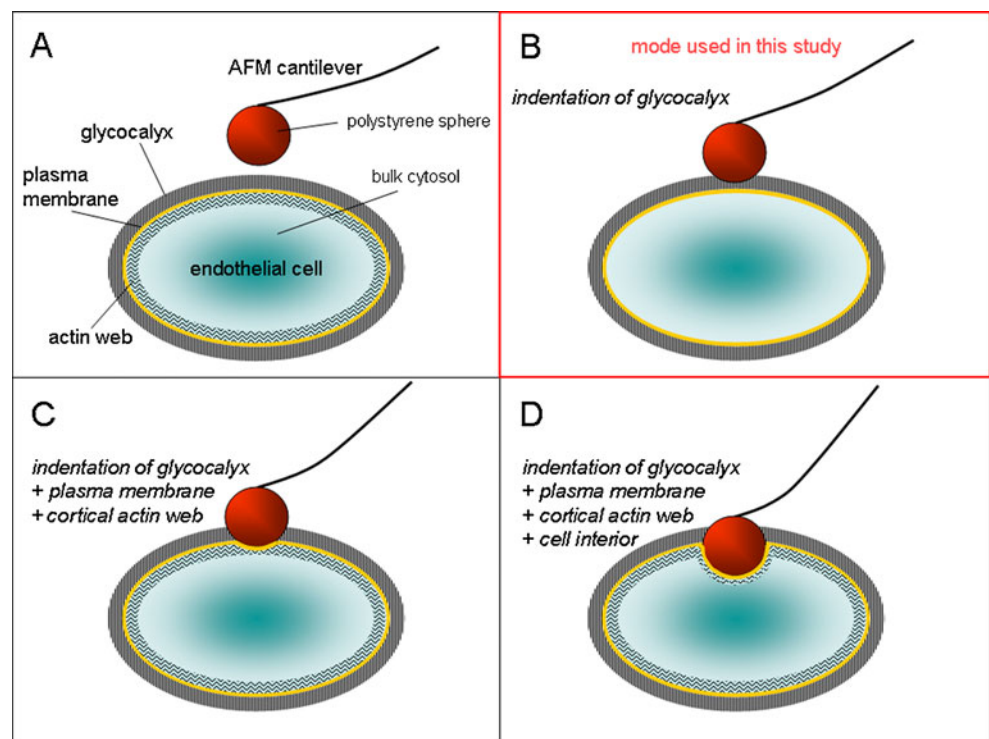 A
AFM cantilever
polystyrene sphere
glycocalyx
plasma
membrane
bulk cytosol
endothelial cell
actin web
B
mode used in this study
indentation of glycocalyx
C
indentation of glycocalyx
+ plasma membrane
+ cortical actin web
D
indentation of glycocalyx
+ plasma membrane
+ cortical actin web
+ cell interior